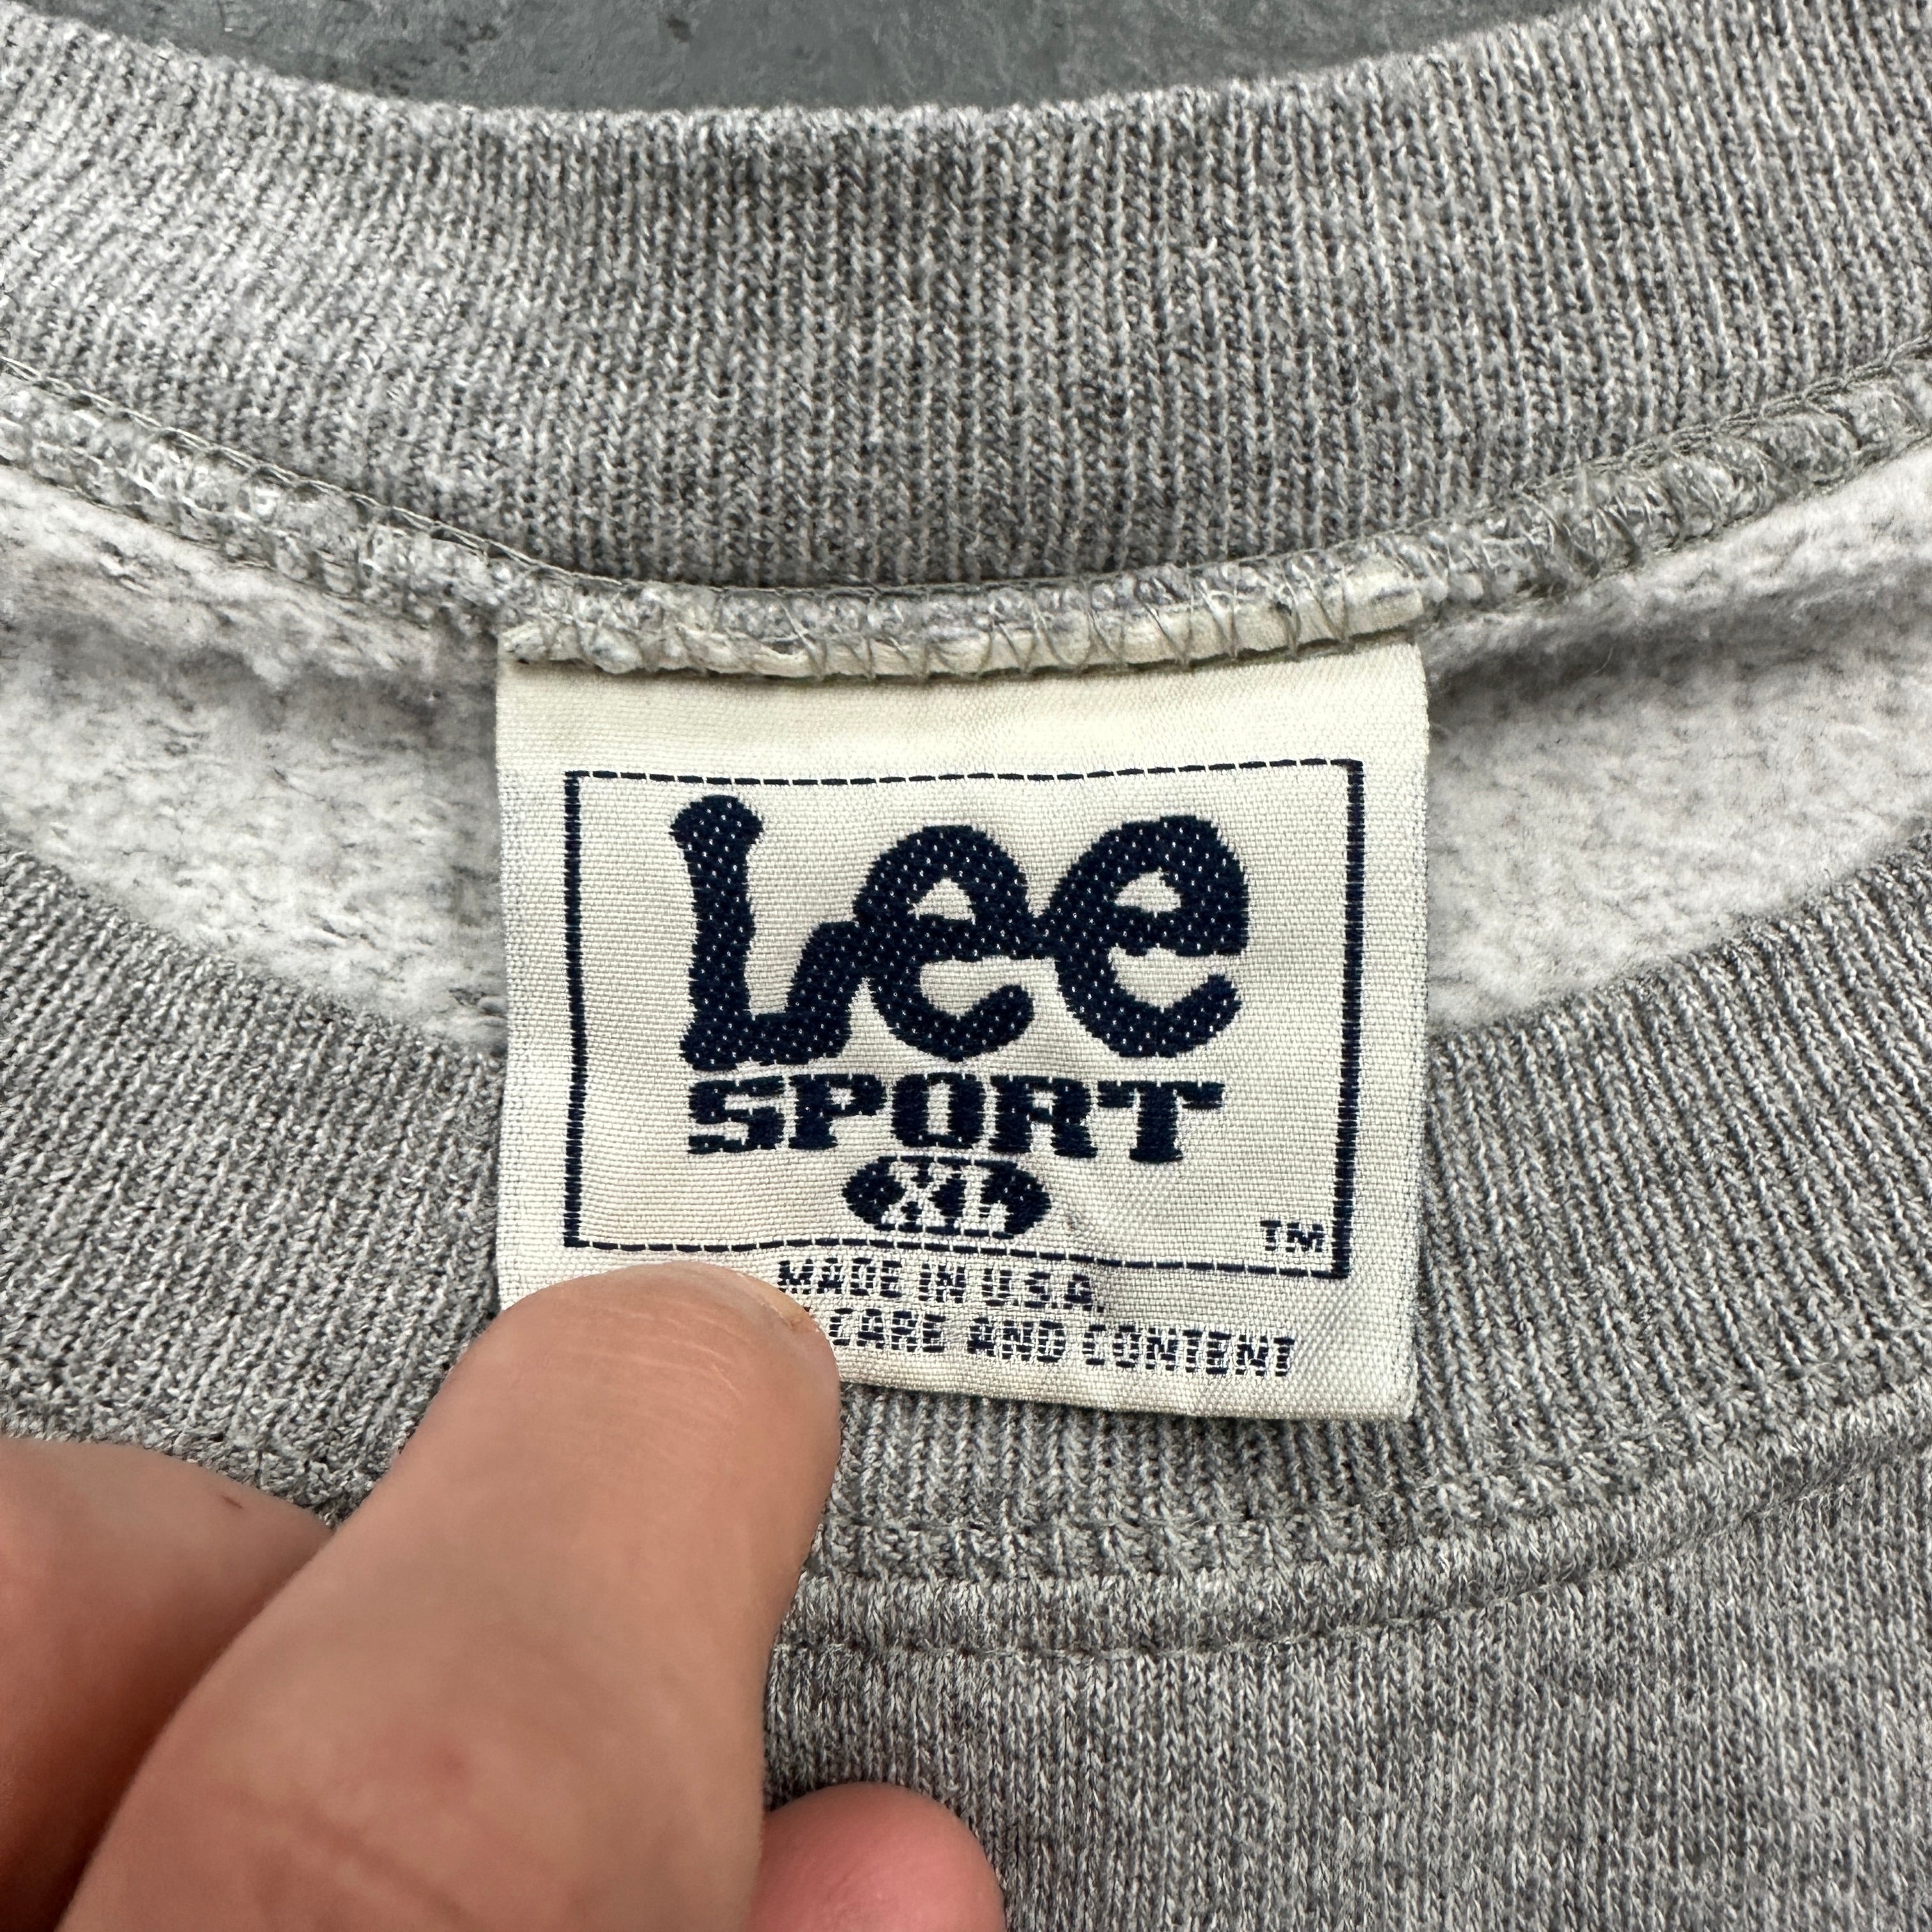 Lee
SPORT
XL
TM
MADE IN U.S.A.
CARE AND CONTENT